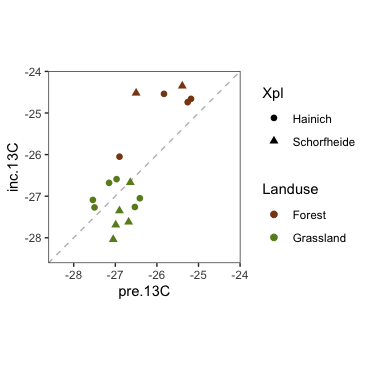 -24
-25
-26
-27
-28
inc.13C
-28 -27 -26 -25 -24
pre.13C
Xpl
Hainich
Schorfheide
Landuse
Forest
Grassland